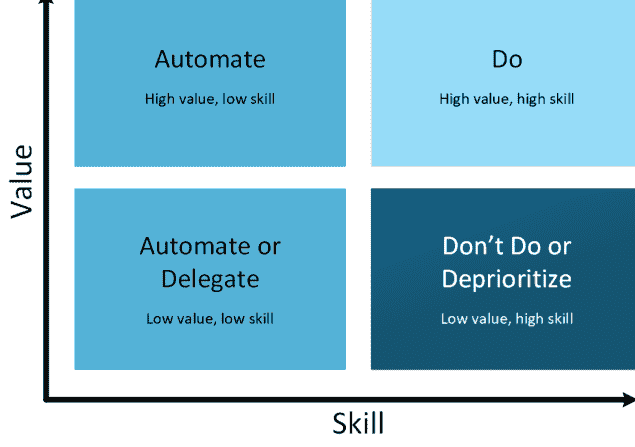 Automate
High value, low skill
Do
High value, high skill
Value
Automate or
Delegate
Low value, low skill
Don’t Do or
Deprioritize
Low value, high skill
Skill